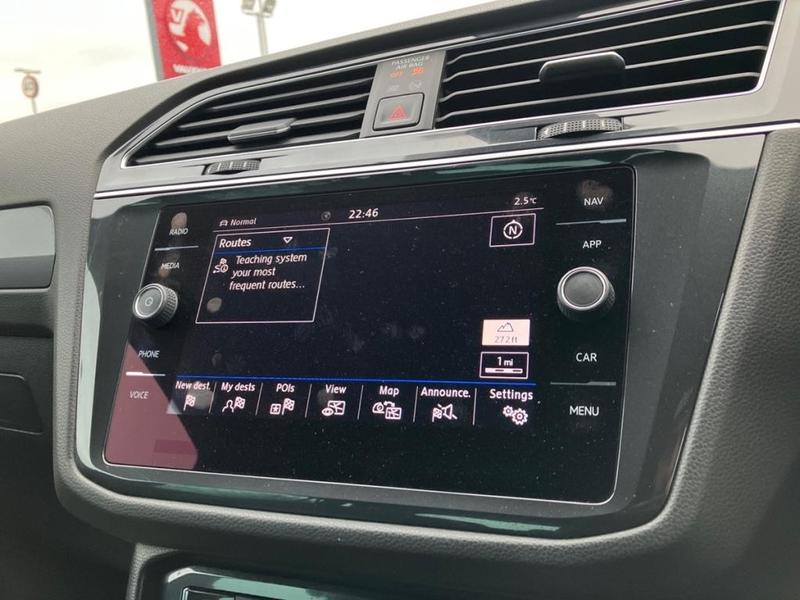 PASSENGER
AIR BAG
OFF
RADIO
MEDIA
PHONE
VOICE
Normal
22:46
2.5°C
Routes
Teaching system
your most
frequent routes...
N
272ft
1 mi
New dest.
My dests
POIs
View
Map
Announce.
Settings
NAV
APP
CAR
MENU